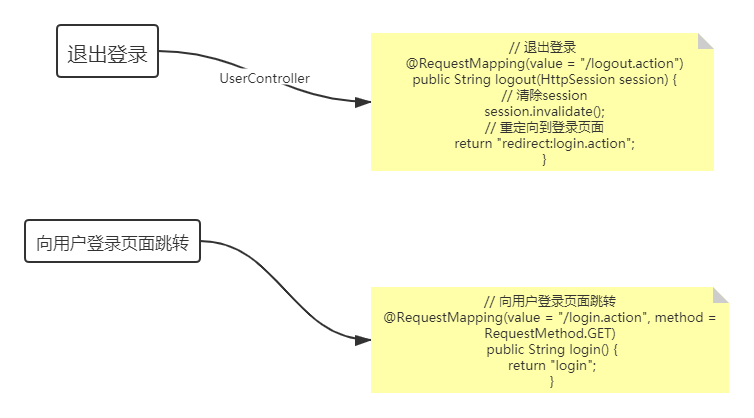 退出登录
UserController
// 退出登录
@RequestMapping(value = "/logout.action")
public String logout(HttpSession session) {
// 清除session
session.invalidate();
// 重定向到登录页面
return "redirect:login.action";
}
向用户登录页面跳转
// 向用户登录页面跳转
@RequestMapping(value = "/login.action", method =
RequestMethod.GET)
public String login() {
return "login";
}